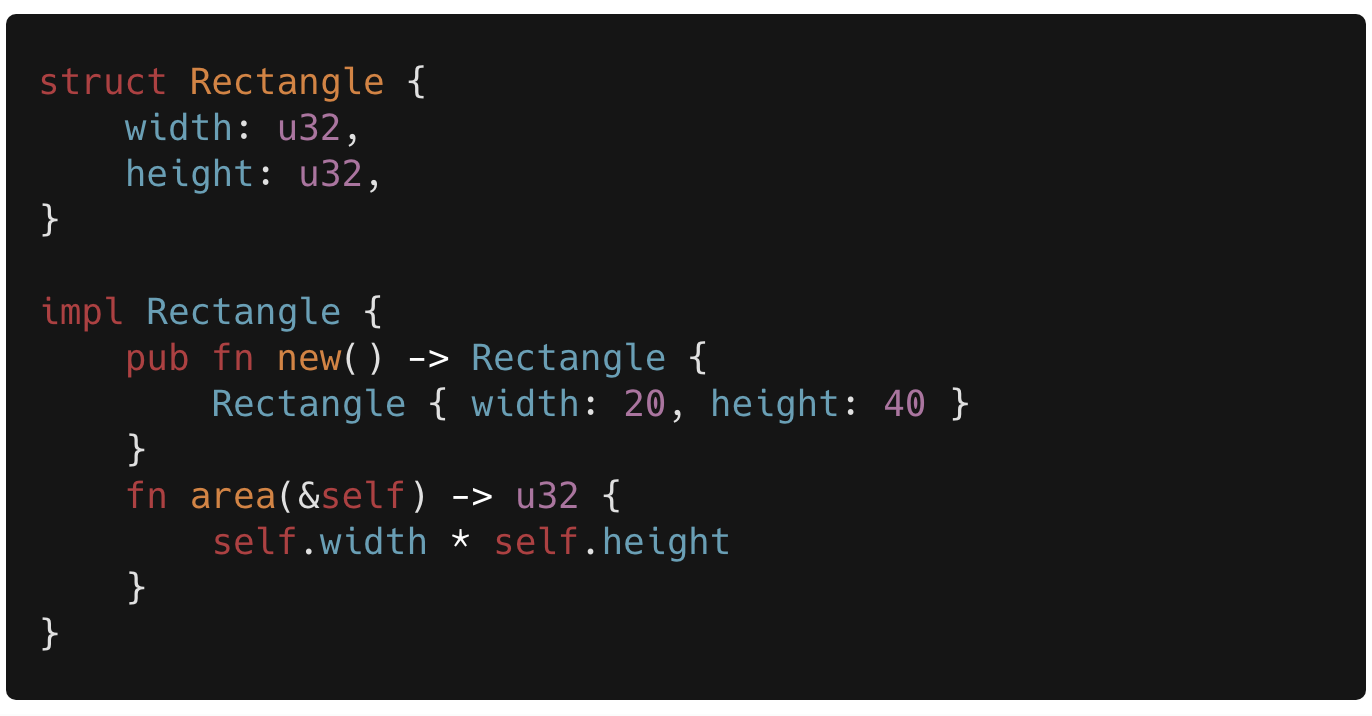 struct Rectangle {
    width: u32,
    height: u32,
}

impl Rectangle {
    pub fn new() -> Rectangle {
        Rectangle { width: 20, height: 40 }
    }
    fn area(&self) -> u32 {
        self.width * self.height
    }
}